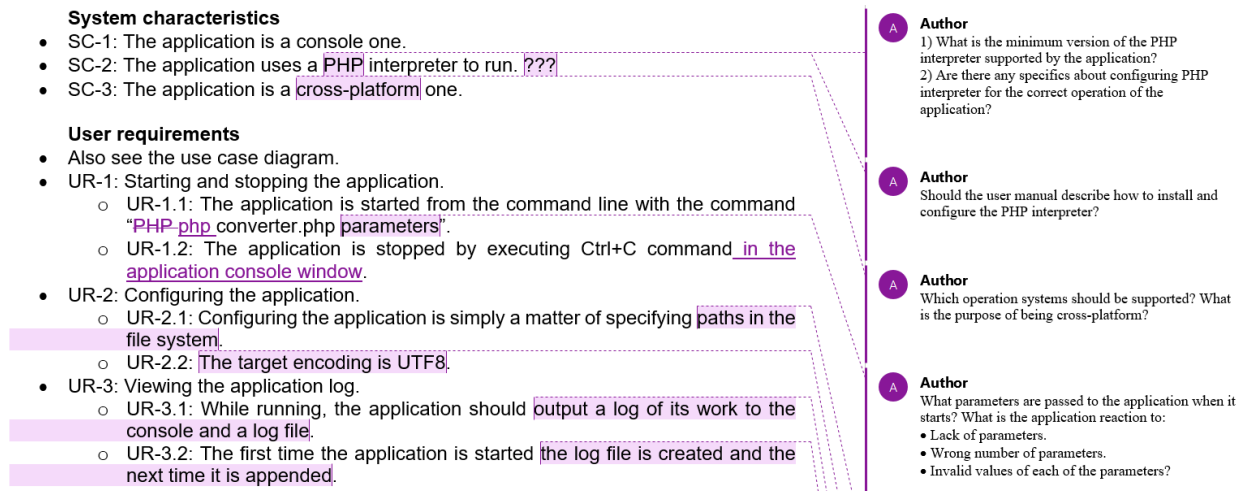 System characteristics
• SC-1: The application is a console one.
• SC-2: The application uses a PHP interpreter to run. ???
• SC-3: The application is a cross-platform one.
User requirements
• Also see the use case diagram.
• UR-1: Starting and stopping the application.
o UR-1.1: The application is started from the command line with the command
“PHP php converter.php parameters”.
o UR-1.2: The application is stopped by executing Ctrl+C command in the
application console window.
• UR-2: Configuring the application.
o UR-2.1: Configuring the application is simply a matter of specifying paths in the
file system.
o UR-2.2: The target encoding is UTF8.
• UR-3: Viewing the application log.
o UR-3.1: While running, the application should output a log of its work to the
console and a log file.
o UR-3.2: The first time the application is started the log file is created and the
next time it is appended.
A
Author
1) What is the minimum version of the PHP
interpreter supported by the application?
2) Are there any specifics about configuring PHP
interpreter for the correct operation of the
application?
A
Author
Should the user manual describe how to install and
configure the PHP interpreter?
A
Author
Which operation systems should be supported? What
is the purpose of being cross-platform?
A
Author
What parameters are passed to the application when it
starts? What is the application reaction to:
• Lack of parameters.
• Wrong number of parameters.
• Invalid values of each of the parameters?